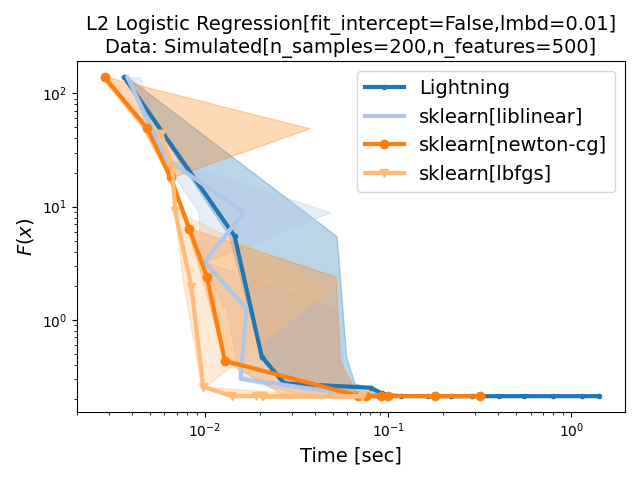 L2 Logistic Regression[fit_intercept=False,lmbd=0.01]
Data: Simulated[n_samples=200,n_features=500]
Lightning
sklearn[liblinear]
sklearn[newton-cg]
sklearn[lbfgs]
F(x)
10²
10¹
10⁰
10⁻²
10⁻¹
10⁰
Time [sec]